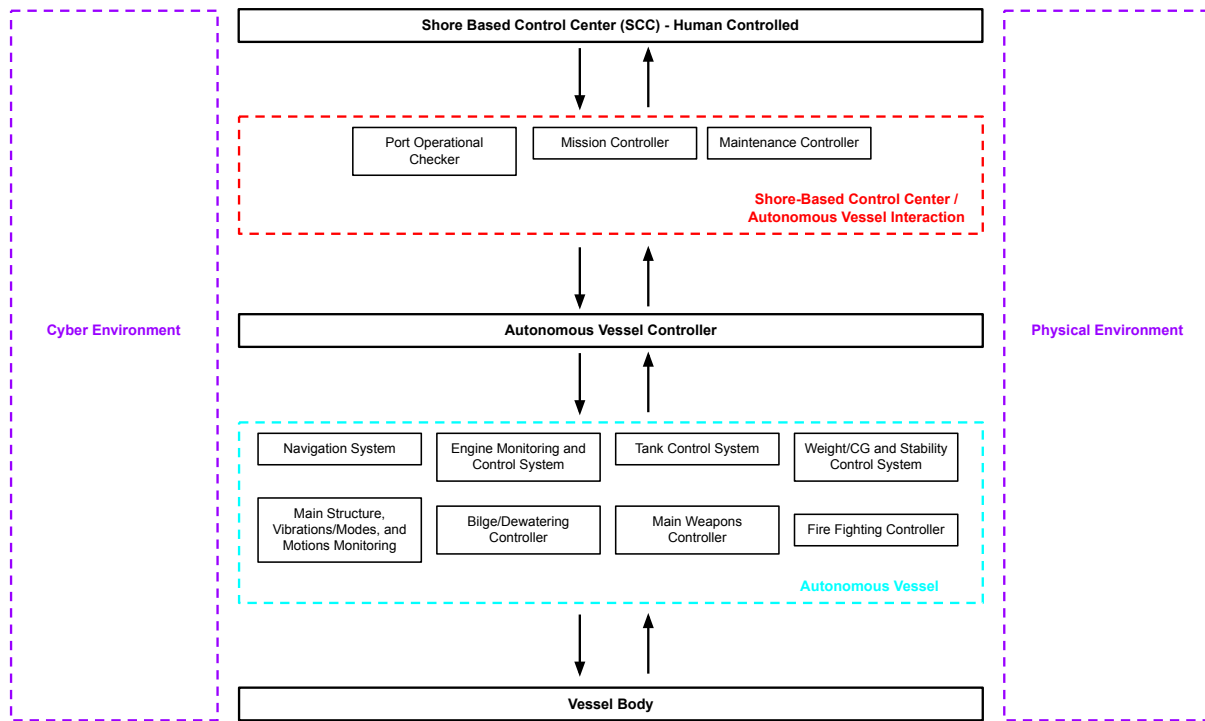 Shore Based Control Center (SCC) - Human Controlled
Port Operational
Checker
Mission Controller
Maintenance Controller
Shore-Based Control Center /
Autonomous Vessel Interaction
Cyber Environment
Autonomous Vessel Controller
Physical Environment
Navigation System
Engine Monitoring and
Control System
Tank Control System
Weight/CG and Stability
Control System
Main Structure,
Vibrations/Modes, and
Motions Monitoring
Bilge/Dewatering
Controller
Main Weapons
Controller
Fire Fighting Controller
Autonomous Vessel
Vessel Body